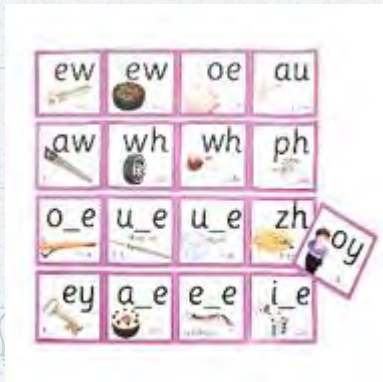 ew ew oe au
aw wh wh ph
o_e u_e u_e zh
oy
ey a_e e_e i_e